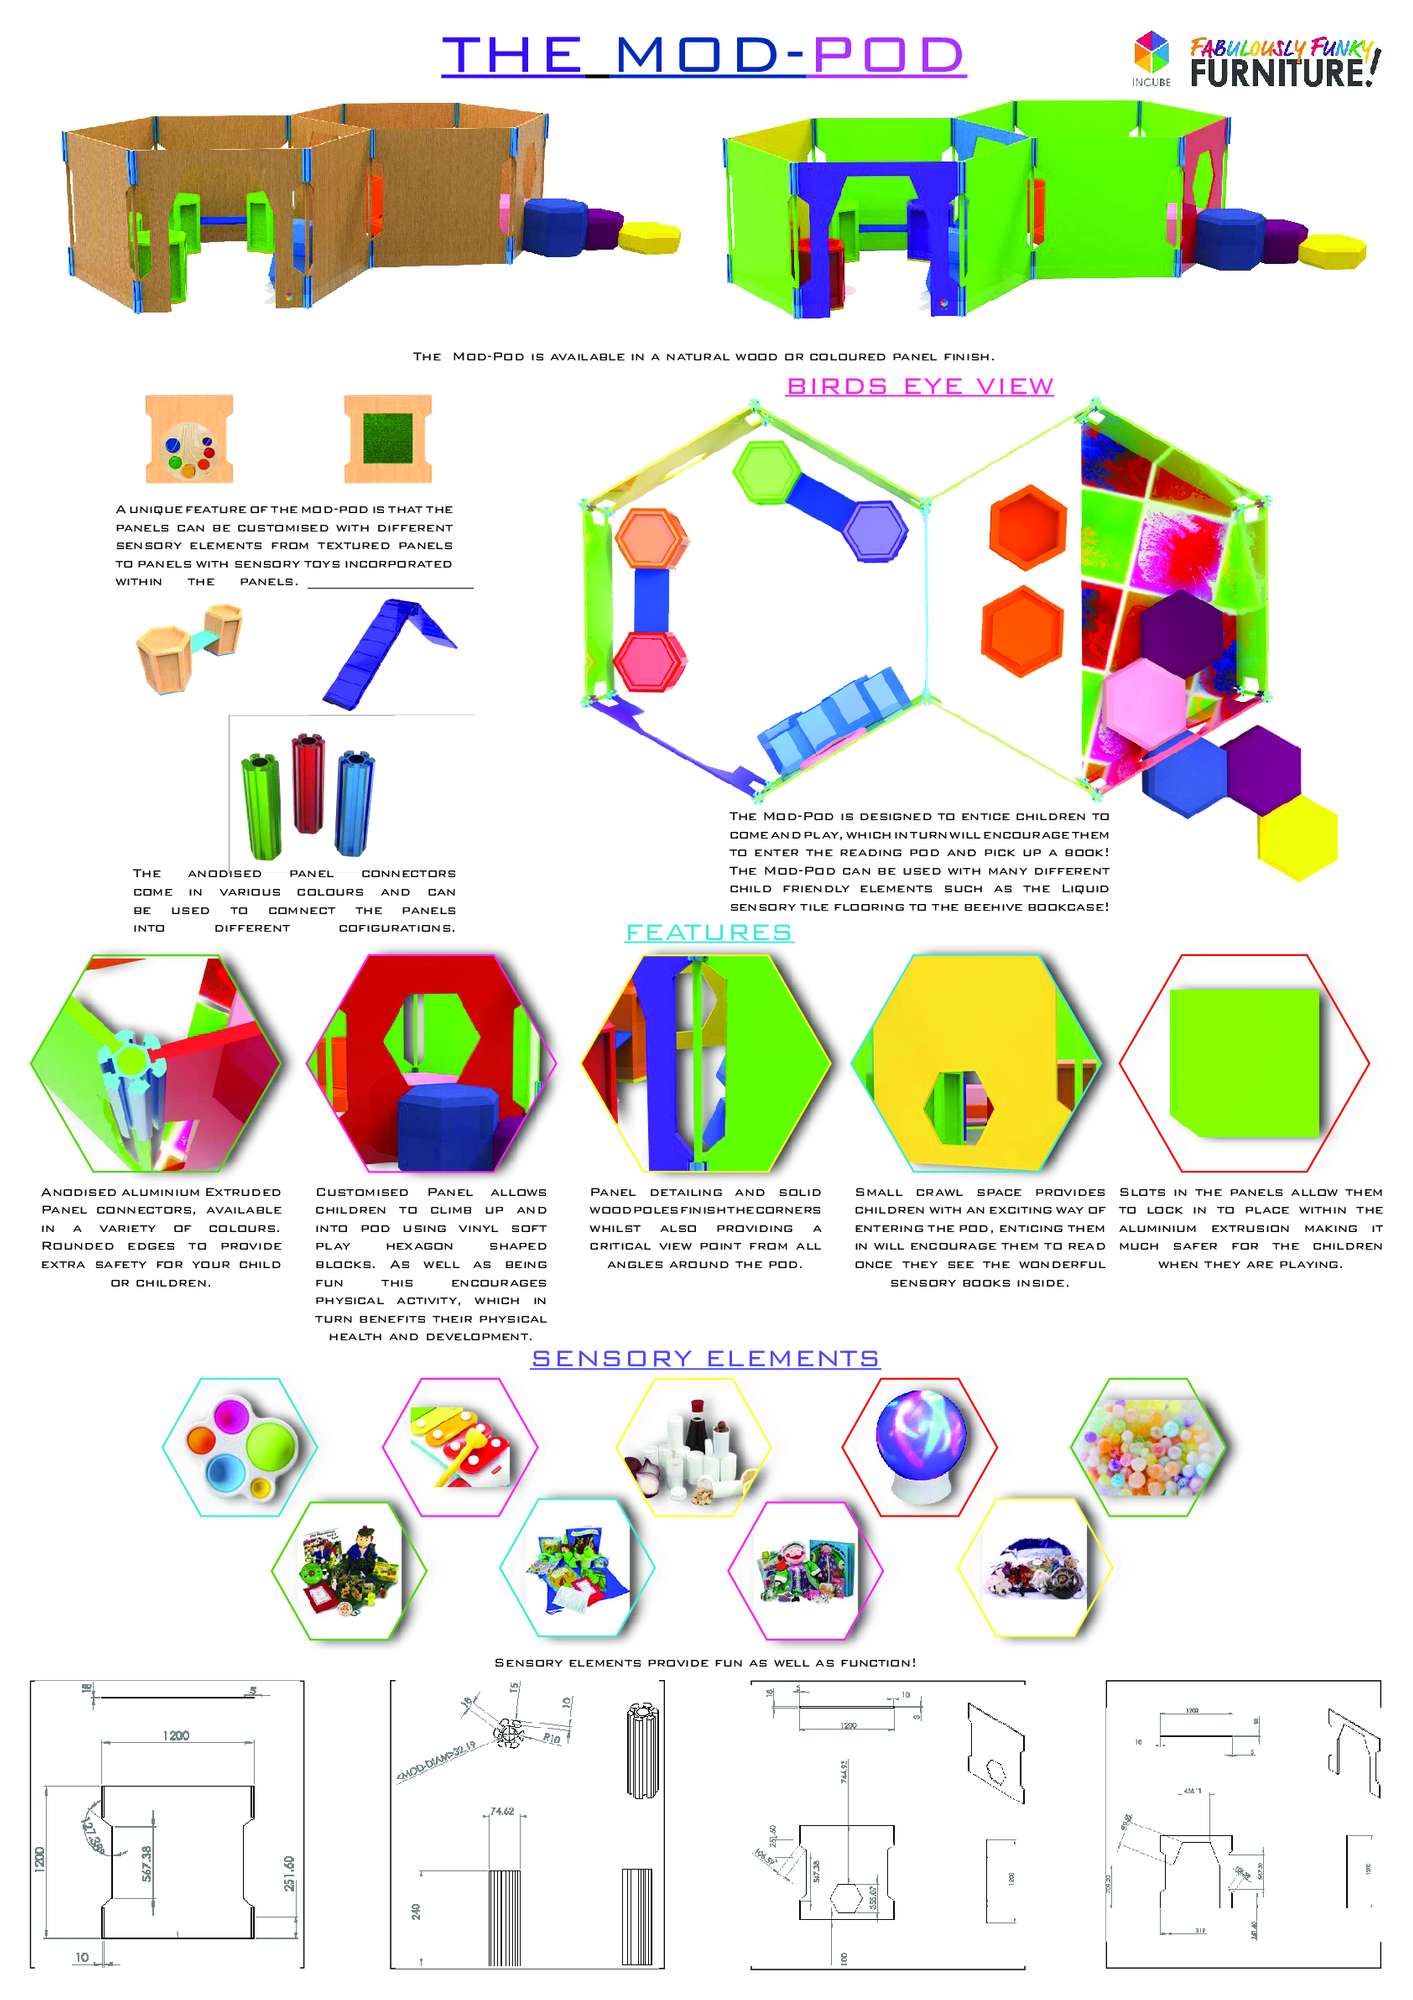 THE MOD-POD
INCUBE
FABULOUSLY FUNKY
FURNITURE!
THE MOD-POD IS AVAILABLE IN A NATURAL WOOD OR COLOURED PANEL FINISH.
BIRDS EYE VIEW
A UNIQUE FEATURE OF THE MOD-POD IS THAT THE
PANELS CAN BE CUSTOMISED WITH DIFFERENT
SENSORY ELEMENTS FROM TEXTURED PANELS
TO PANELS WITH SENSORY TOYS INCORPORATED
WITHIN THE PANELS.
THE ANODISED PANEL CONNECTORS
COME IN VARIOUS COLOURS AND CAN
BE USED TO COMNECT THE PANELS
INTO DIFFERENT COFIGURATIONS.
THE MOD-POD IS DESIGNED TO ENTICE CHILDREN TO
COME AND PLAY, WHICH IN TURN WILL ENCOURAGE THEM
TO ENTER THE READING POD AND PICK UP A BOOK!
THE MOD-POD CAN BE USED WITH MANY DIFFERENT
CHILD FRIENDLY ELEMENTS SUCH AS THE LIQUID
SENSORY TILE FLOORING TO THE BEEHIVE BOOKCASE!
FEATURES
ANODISED ALUMINIUM EXTRUDED
PANEL CONNECTORS, AVAILABLE
IN A VARIETY OF COLOURS.
ROUNDED EDGES TO PROVIDE
EXTRA SAFETY FOR YOUR CHILD
OR CHILDREN.
CUSTOMISED PANEL ALLOWS
CHILDREN TO CLIMB UP AND
INTO POD USING VINYL SOFT
PLAY HEXAGON SHAPED
BLOCKS. AS WELL AS BEING
FUN THIS ENCOURAGES
PHYSICAL ACTIVITY, WHICH IN
TURN BENEFITS THEIR PHYSICAL
HEALTH AND DEVELOPMENT.
PANEL DETAILING AND SOLID
WOOD POLES FINISH THE CORNERS
WHILST ALSO PROVIDING A
CRITICAL VIEW POINT FROM ALL
ANGLES AROUND THE POD.
SMALL CRAWL SPACE PROVIDES
CHILDREN WITH AN EXCITING WAY OF
ENTERING THE POD, ENTICING THEM
IN WILL ENCOURAGE THEM TO READ
ONCE THEY SEE THE WONDERFUL
SENSORY BOOKS INSIDE.
SLOTS IN THE PANELS ALLOW THEM
TO LOCK IN TO PLACE WITHIN THE
ALUMINIUM EXTRUSION MAKING IT
MUCH SAFER FOR THE CHILDREN
WHEN THEY ARE PLAYING.
SENSORY ELEMENTS
SENSORY ELEMENTS PROVIDE FUN AS WELL AS FUNCTION!
18
5
1200
1200
127.38°
567.38
251.60
10
18
15
10
R10
<MOD-DIAM>32.19
74.62
240
16
5
10
3
1200
744.92
251.60
106.59
567.38
555.67
100
1200
1200
18
5
1200